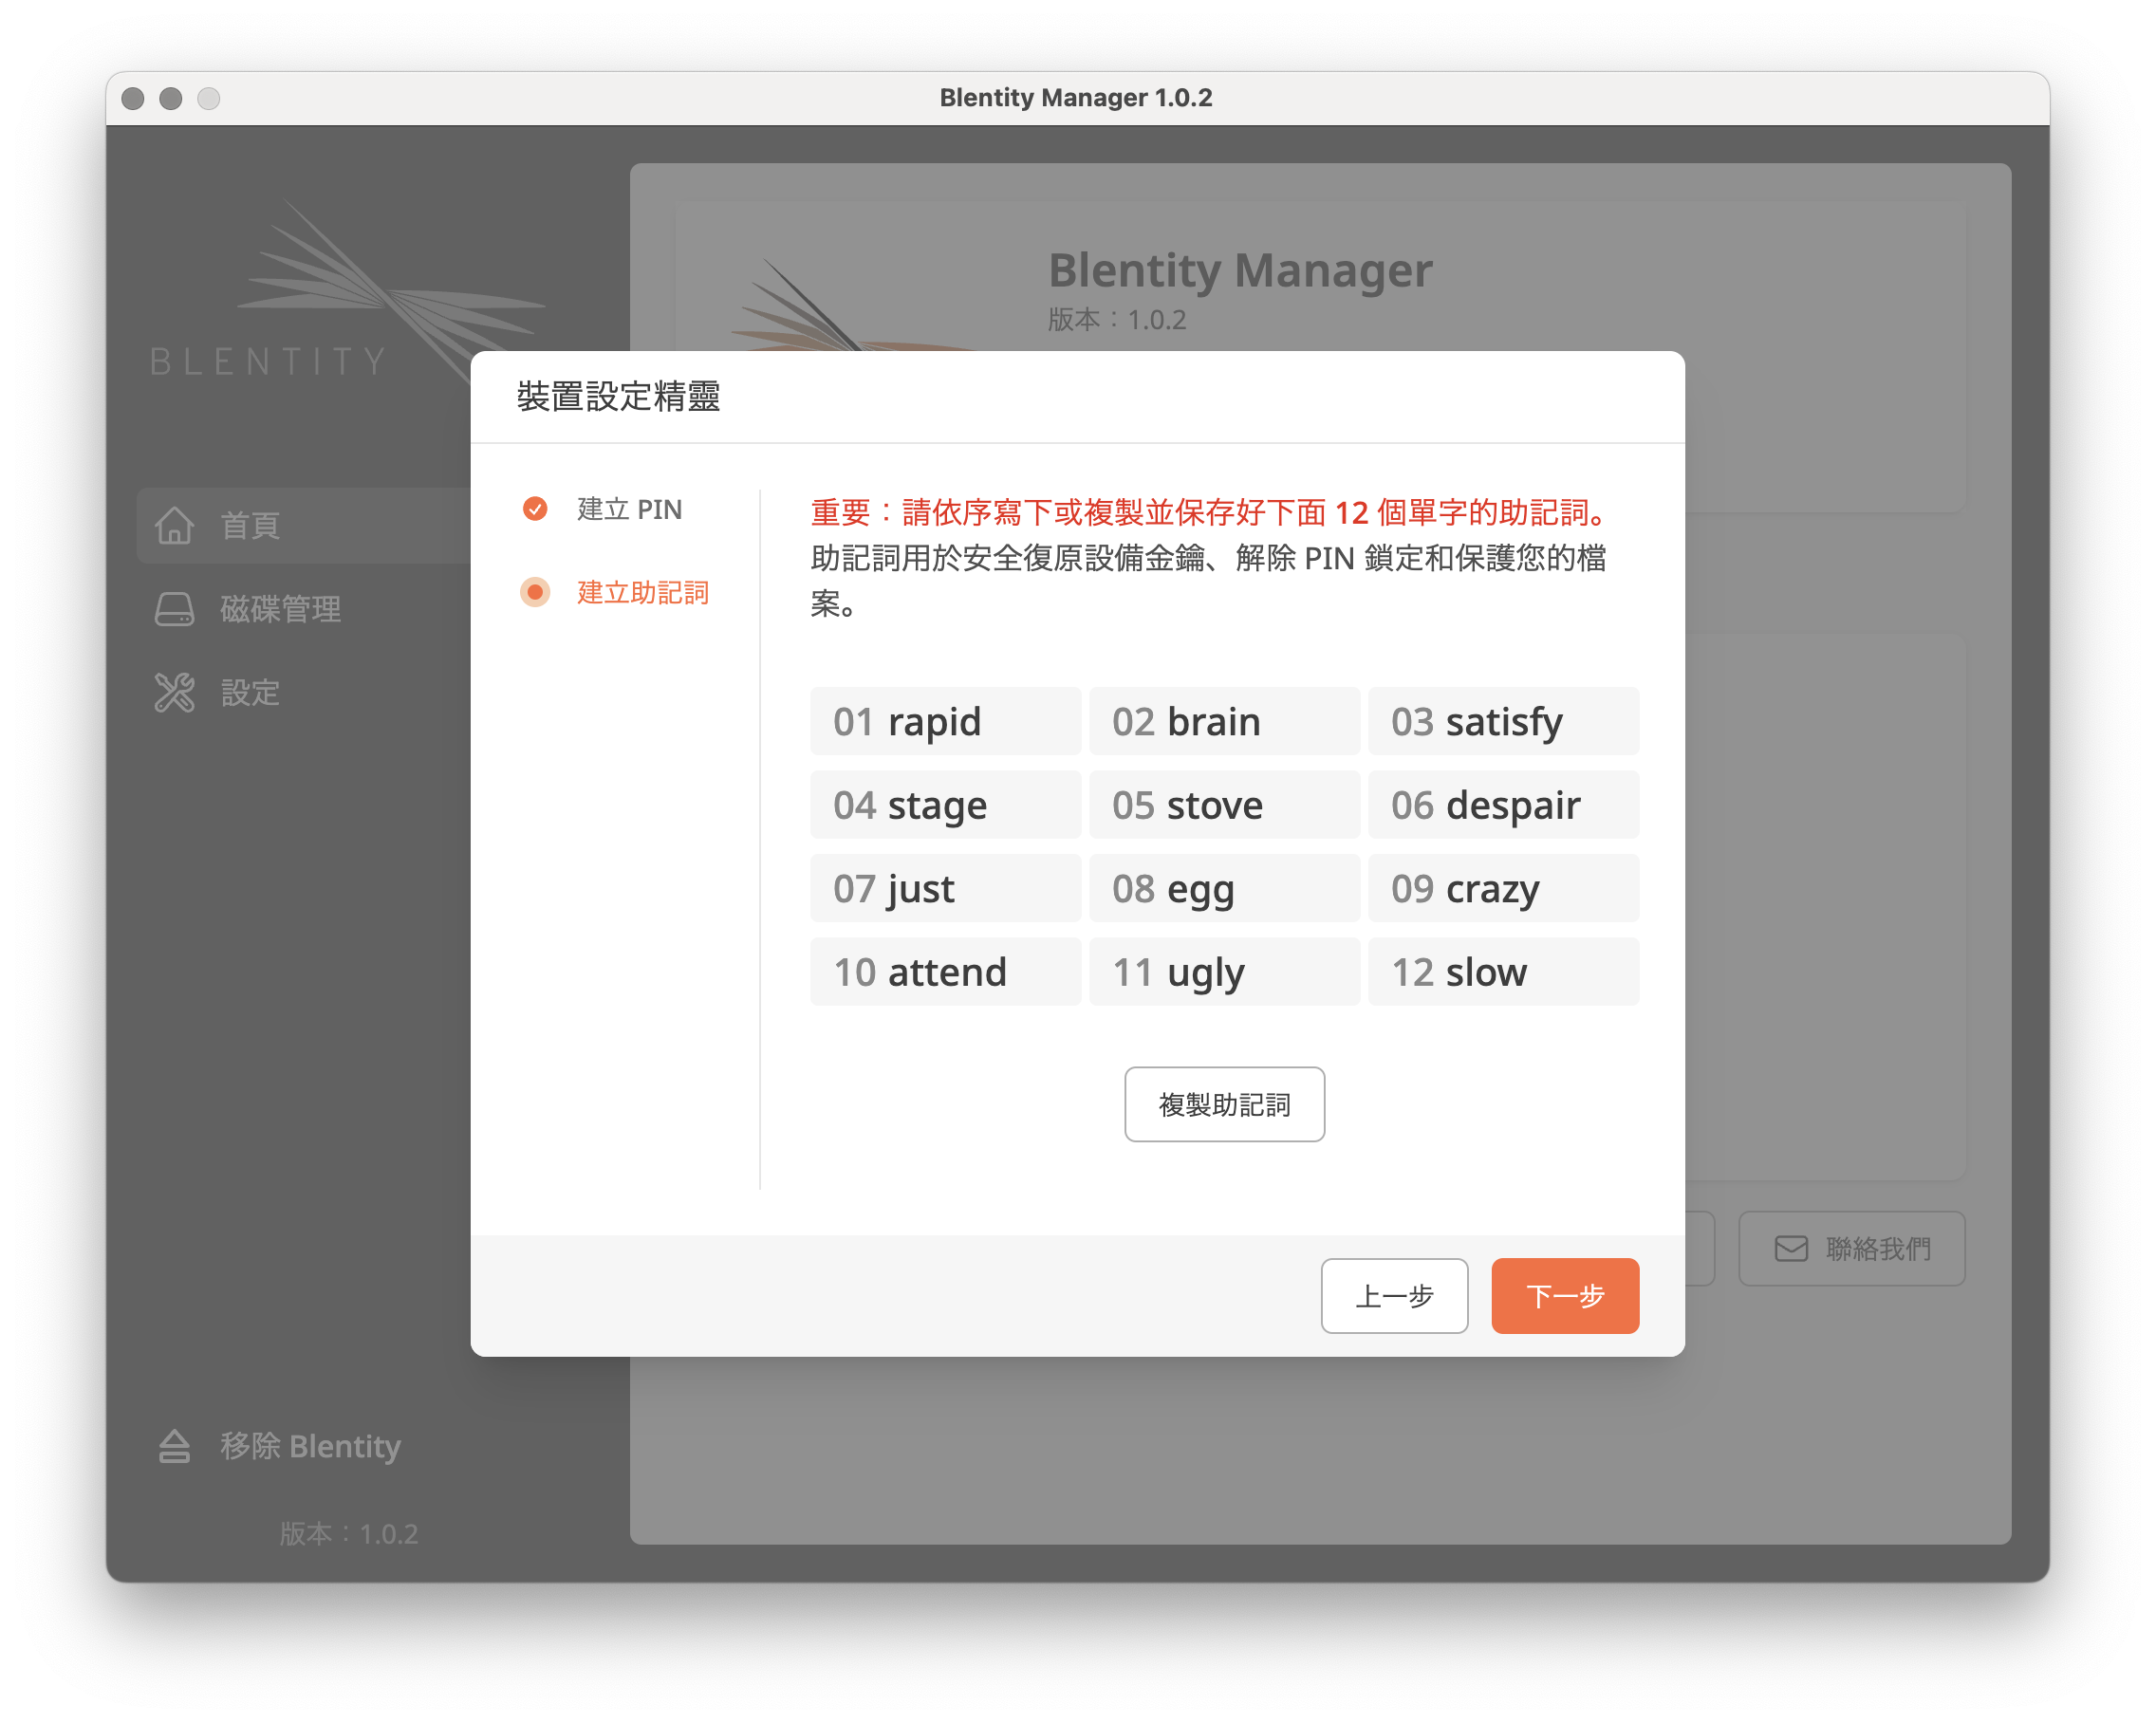 Blentity Manager 1.0.2
BLENTITY
首頁
磁碟管理
設定
移除 Blentity
版本：1.0.2
Blentity Manager
版本：1.0.2
裝置設定精靈
建立 PIN
建立助記詞
重要：請依序寫下或複製並保存好下面 12 個單字的助記詞。
助記詞用於安全復原設備金鑰、解除 PIN 鎖定和保護您的檔
案。
01 rapid 02 brain 03 satisfy
04 stage 05 stove 06 despair
07 just 08 egg 09 crazy
10 attend 11 ugly 12 slow
複製助記詞
上一步 下一步
聯絡我們